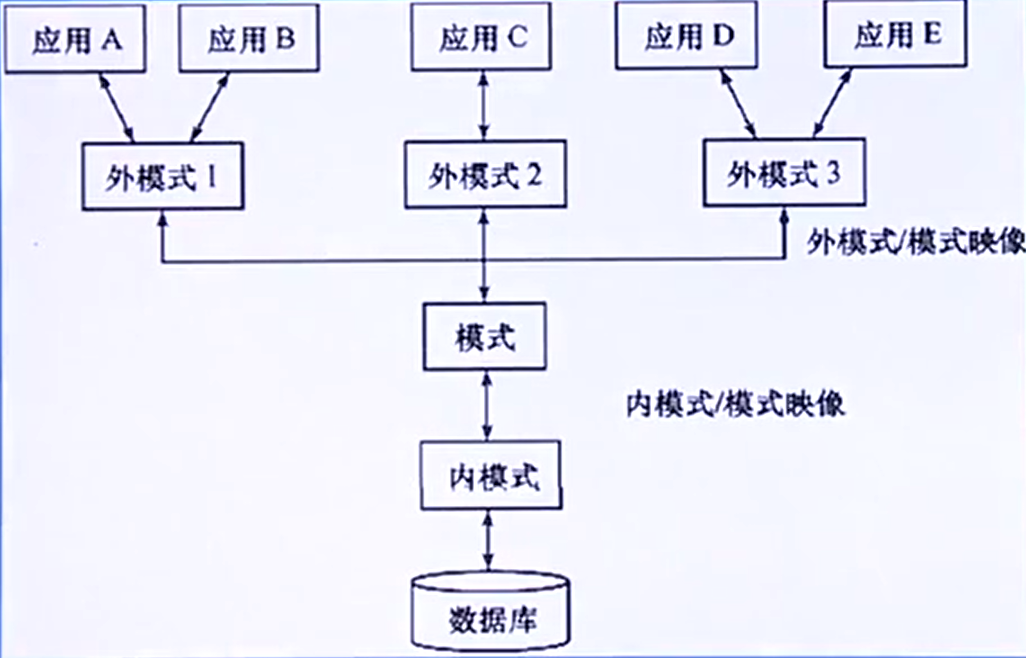 应用 A
应用 B
应用 C
应用 D
应用 E
外模式 1
外模式 2
外模式 3
外模式/模式映像
模式
内模式/模式映像
内模式
数据库